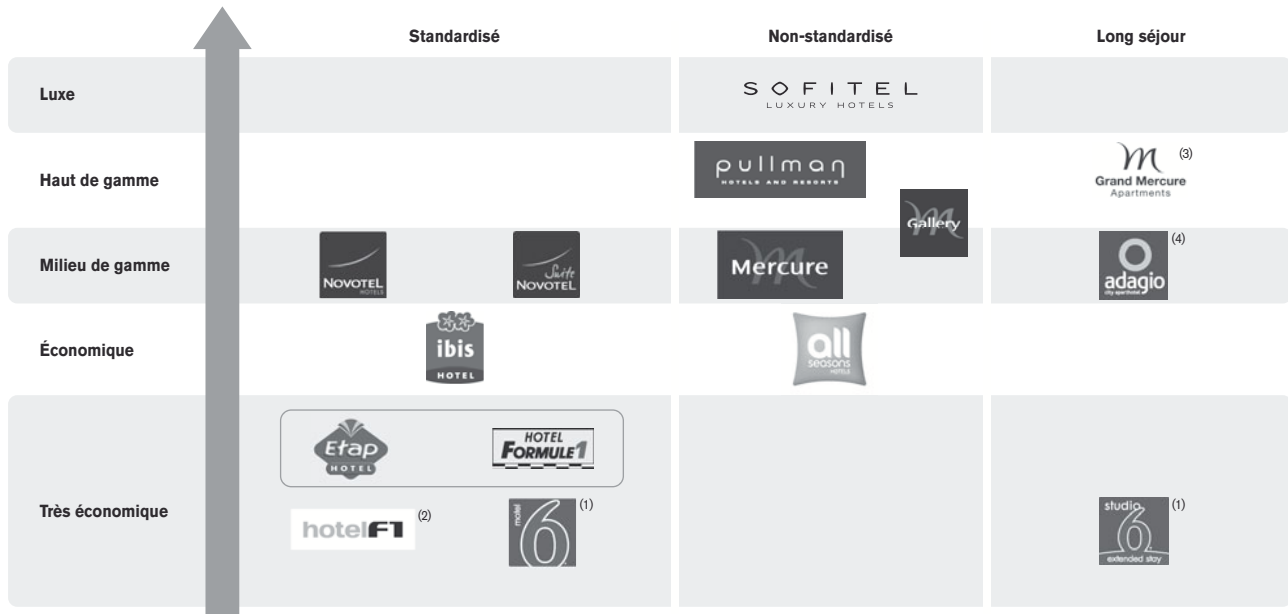 Standardisé
Non-standardisé
Long séjour
Luxe
SOFITEL
LUXURY HOTELS
Haut de gamme
pullman
HOTELS AND RESORTS
m (3)
Grand Mercure
Apartments
m
Gallery
Milieu de gamme
NOVOTEL
HOTELS
Suite
NOVOTEL
m
Mercure
(4)
adagio
city aparthotel
Économique
ibis
HOTEL
all
seasons
HOTELS
Etap
HOTEL
HOTEL
FORMULE1
Très économique
hotelF1 (2)
motel
6 (1)
studio (1)
6
extended stay